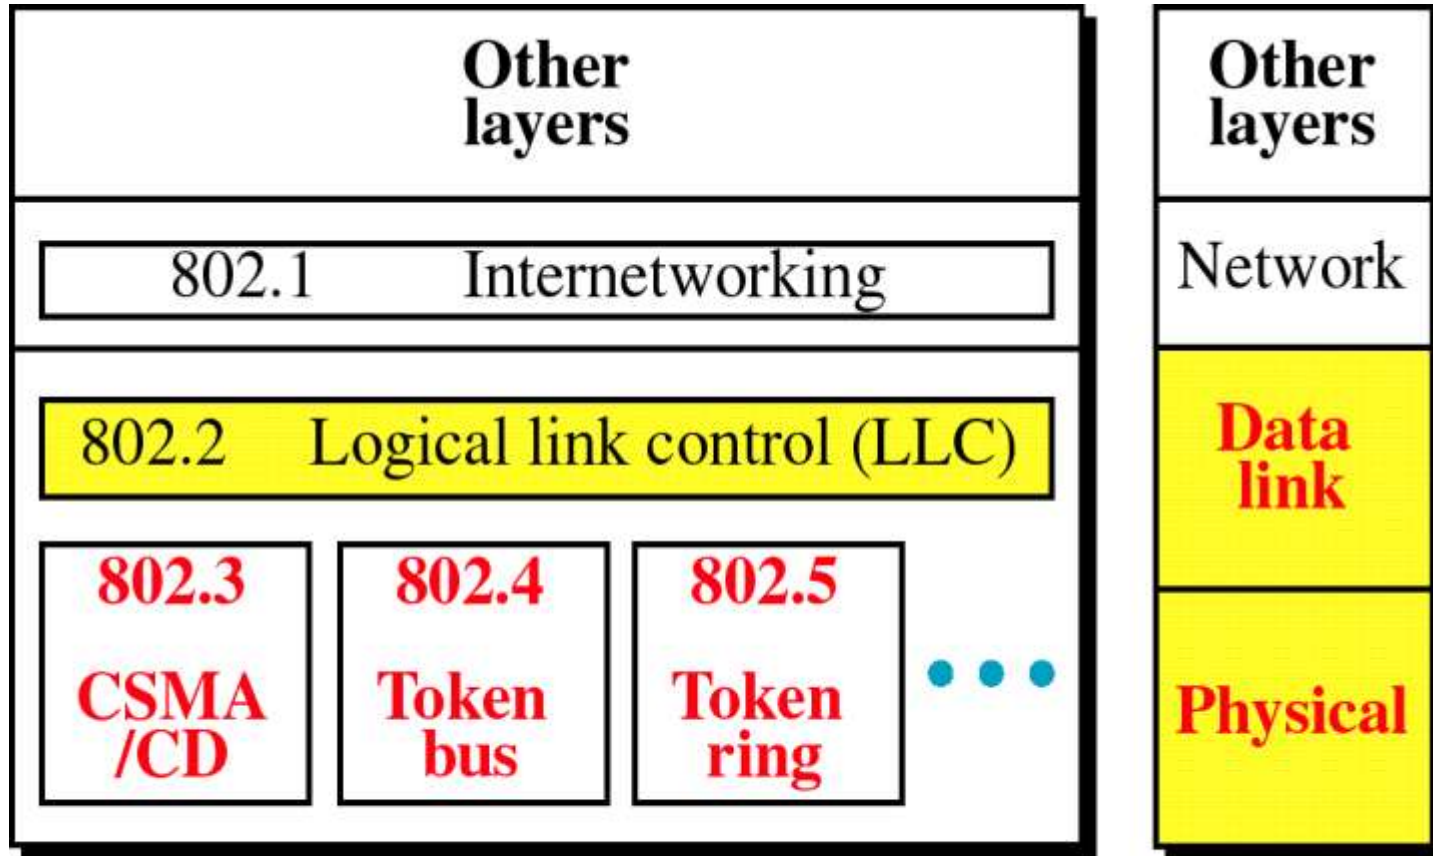 Other
layers
802.1 Internetworking
802.2 Logical link control (LLC)
802.3
CSMA
/CD
802.4
Token
bus
802.5
Token
ring
Other
layers
Network
Data
link
Physical